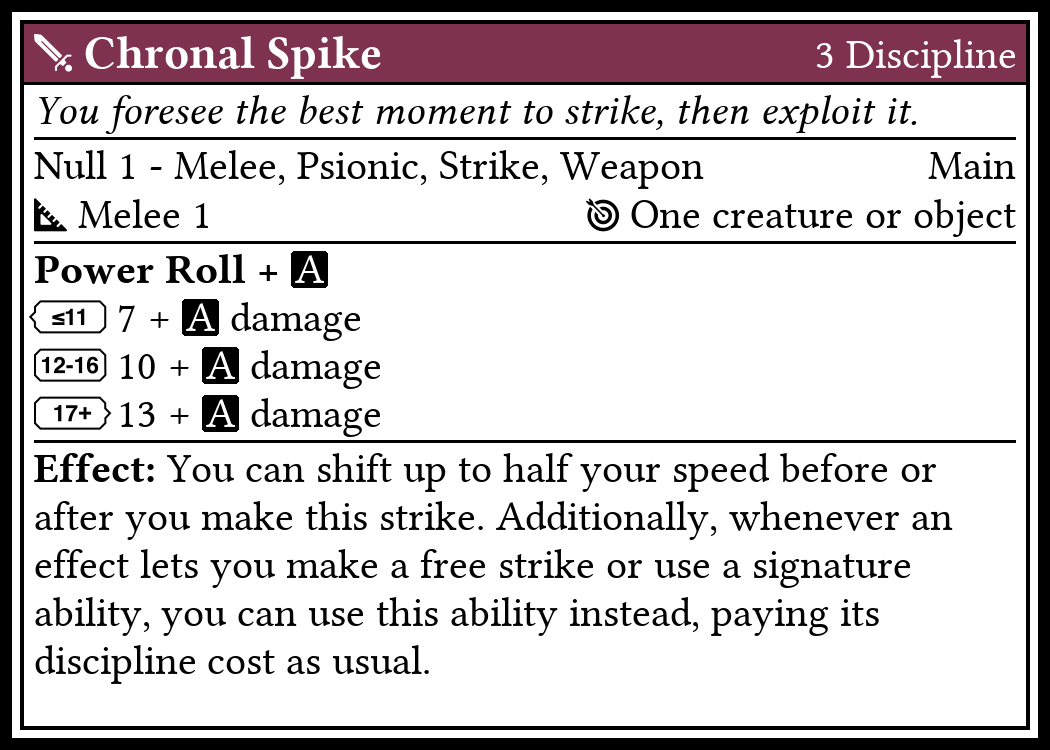 Chronal Spike 3 Discipline
You foresee the best moment to strike, then exploit it.
Null 1 - Melee, Psionic, Strike, Weapon Main
Melee 1 One creature or object
Power Roll + A
≤11 7 + A damage
12-16 10 + A damage
17+ 13 + A damage
Effect: You can shift up to half your speed before or
after you make this strike. Additionally, whenever an
effect lets you make a free strike or use a signature
ability, you can use this ability instead, paying its
discipline cost as usual.